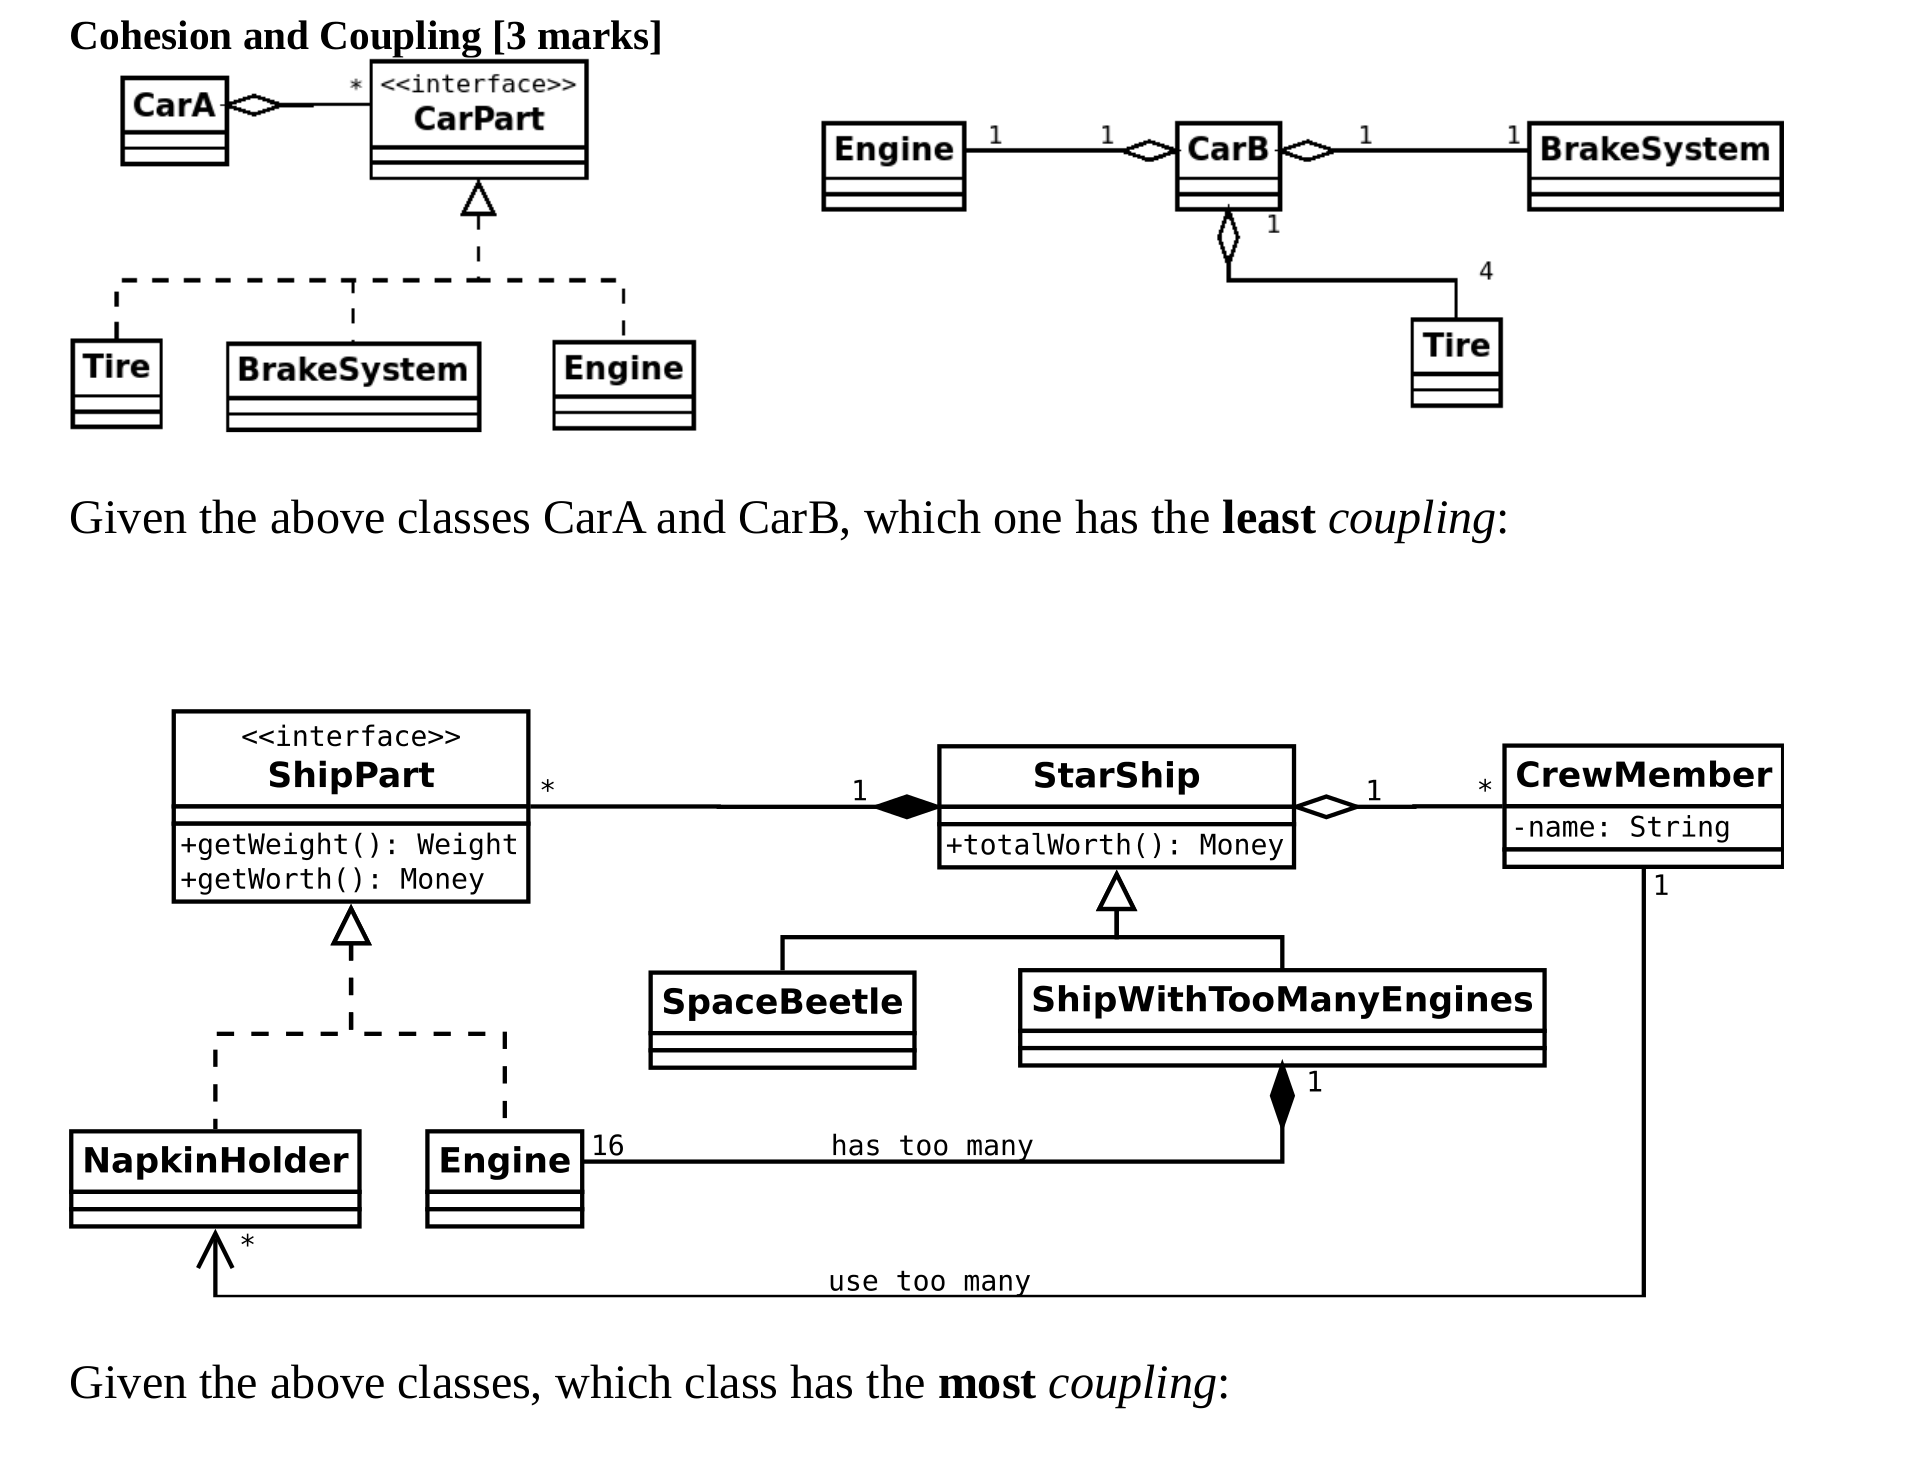 Cohesion and Coupling [3 marks]
CarA
*
<<interface>>
CarPart
Tire
BrakeSystem
Engine
Engine
1
1
CarB
1
1
BrakeSystem
1
4
Tire
Given the above classes CarA and CarB, which one has the least coupling:
<<interface>>
ShipPart
+getWeight(): Weight
+getWorth(): Money
*
1
StarShip
+totalWorth(): Money
1
*
CrewMember
-name: String
1
SpaceBeetle
ShipWithTooManyEngines
1
NapkinHolder
Engine
16
has too many
*
use too many
Given the above classes, which class has the most coupling: